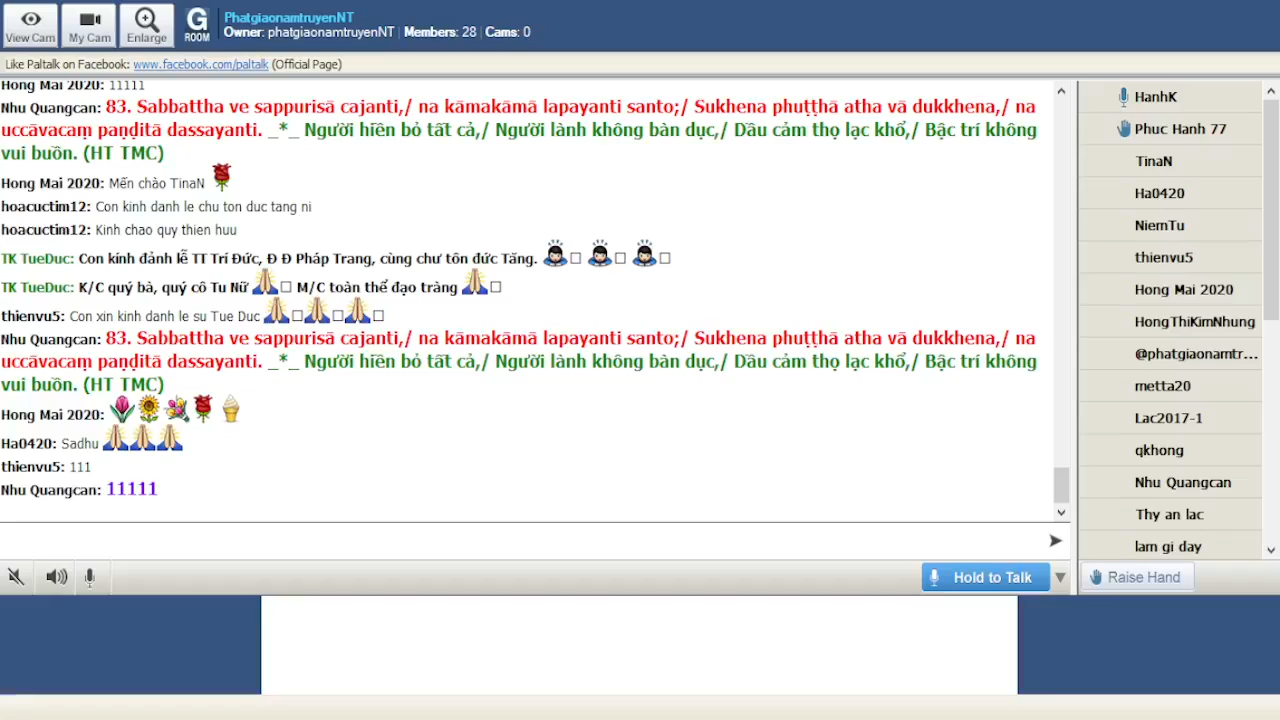 View Cam
My Cam
Enlarge
G
ROOM
PhatgiaonamtruyenNT
Owner: phatgiaonamtruyenNT | Members: 28 | Cams: 0
Like Paltalk on Facebook: www.facebook.com/paltalk (Official Page)
Hong Mai 2020: 11111
Nhu Quangcan: 83. Sabbattha ve sappurisā cajanti,/ na kāmakāmā lapayanti santo;/ Sukhena phuṭṭhā atha vā dukkhena,/ na
uccāvacaṃ paṇḍitā dassayanti. _*_ Người hiền bỏ tất cả,/ Người lành không bàn dục,/ Dầu cảm thọ lạc khổ,/ Bậc trí không
vui buồn. (HT TMC)
Hong Mai 2020: Mến chào TinaN
hoacuctim12: Con kinh danh le chu ton duc tang ni
hoacuctim12: Kinh chao quy thien huu
TK TueDuc: Con kính đảnh lễ TT Trí Đức, Đ Đ Pháp Trang, cùng chư tôn đức Tăng.
TK TueDuc: K/C quý bà, quý cô Tu Nữ M/C toàn thể đạo tràng
thienvu5: Con xin kinh danh le su Tue Duc
Nhu Quangcan: 83. Sabbattha ve sappurisā cajanti,/ na kāmakāmā lapayanti santo;/ Sukhena phuṭṭhā atha vā dukkhena,/ na
uccāvacaṃ paṇḍitā dassayanti. _*_ Người hiền bỏ tất cả,/ Người lành không bàn dục,/ Dầu cảm thọ lạc khổ,/ Bậc trí không
vui buồn. (HT TMC)
Hong Mai 2020:
Ha0420: Sadhu
thienvu5: 111
Nhu Quangcan: 11111
Hold to Talk
HanhK
Phuc Hanh 77
TinaN
Ha0420
NiemTu
thienvu5
Hong Mai 2020
HongThiKimNhung
@phatgiaonamtr...
metta20
Lac2017-1
qkhong
Nhu Quangcan
Thy an lac
lam gi day
Raise Hand